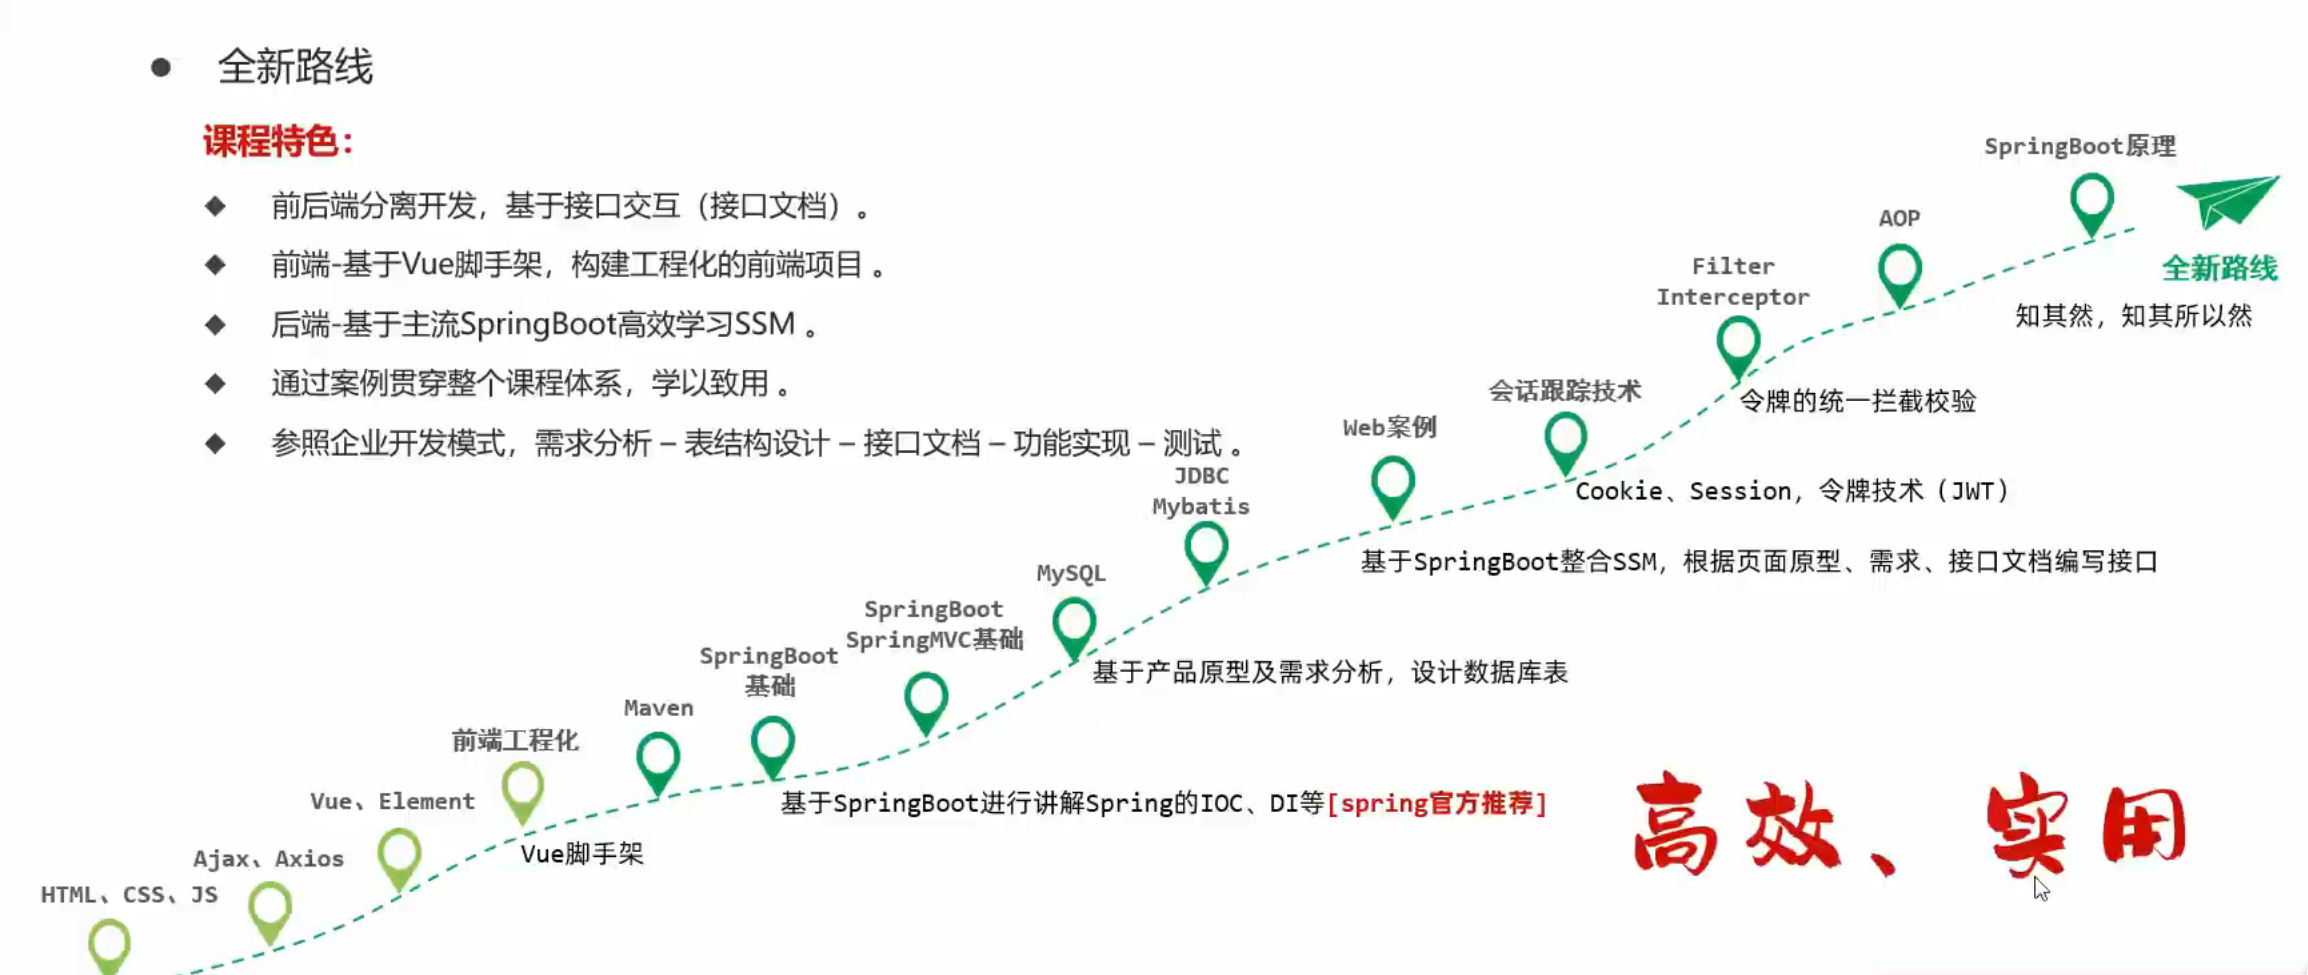 全新路线
课程特色：
前后端分离开发，基于接口交互（接口文档）。
前端-基于Vue脚手架，构建工程化的前端项目 。
后端-基于主流SpringBoot高效学习SSM 。
通过案例贯穿整个课程体系，学以致用 。
参照企业开发模式，需求分析 – 表结构设计 – 接口文档 – 功能实现 – 测试 。
HTML、CSS、JS
Ajax、Axios
Vue、Element
前端工程化
Vue脚手架
Maven
SpringBoot
基础
基于SpringBoot进行讲解Spring的IOC、DI等[spring官方推荐]
SpringBoot
SpringMVC基础
MySQL
基于产品原型及需求分析，设计数据库表
JDBC
Mybatis
Web案例
基于SpringBoot整合SSM，根据页面原型、需求、接口文档编写接口
会话跟踪技术
Cookie、Session，令牌技术（JWT）
Filter
Interceptor
令牌的统一拦截校验
AOP
SpringBoot原理
全新路线
知其然，知其所以然
高效、实用